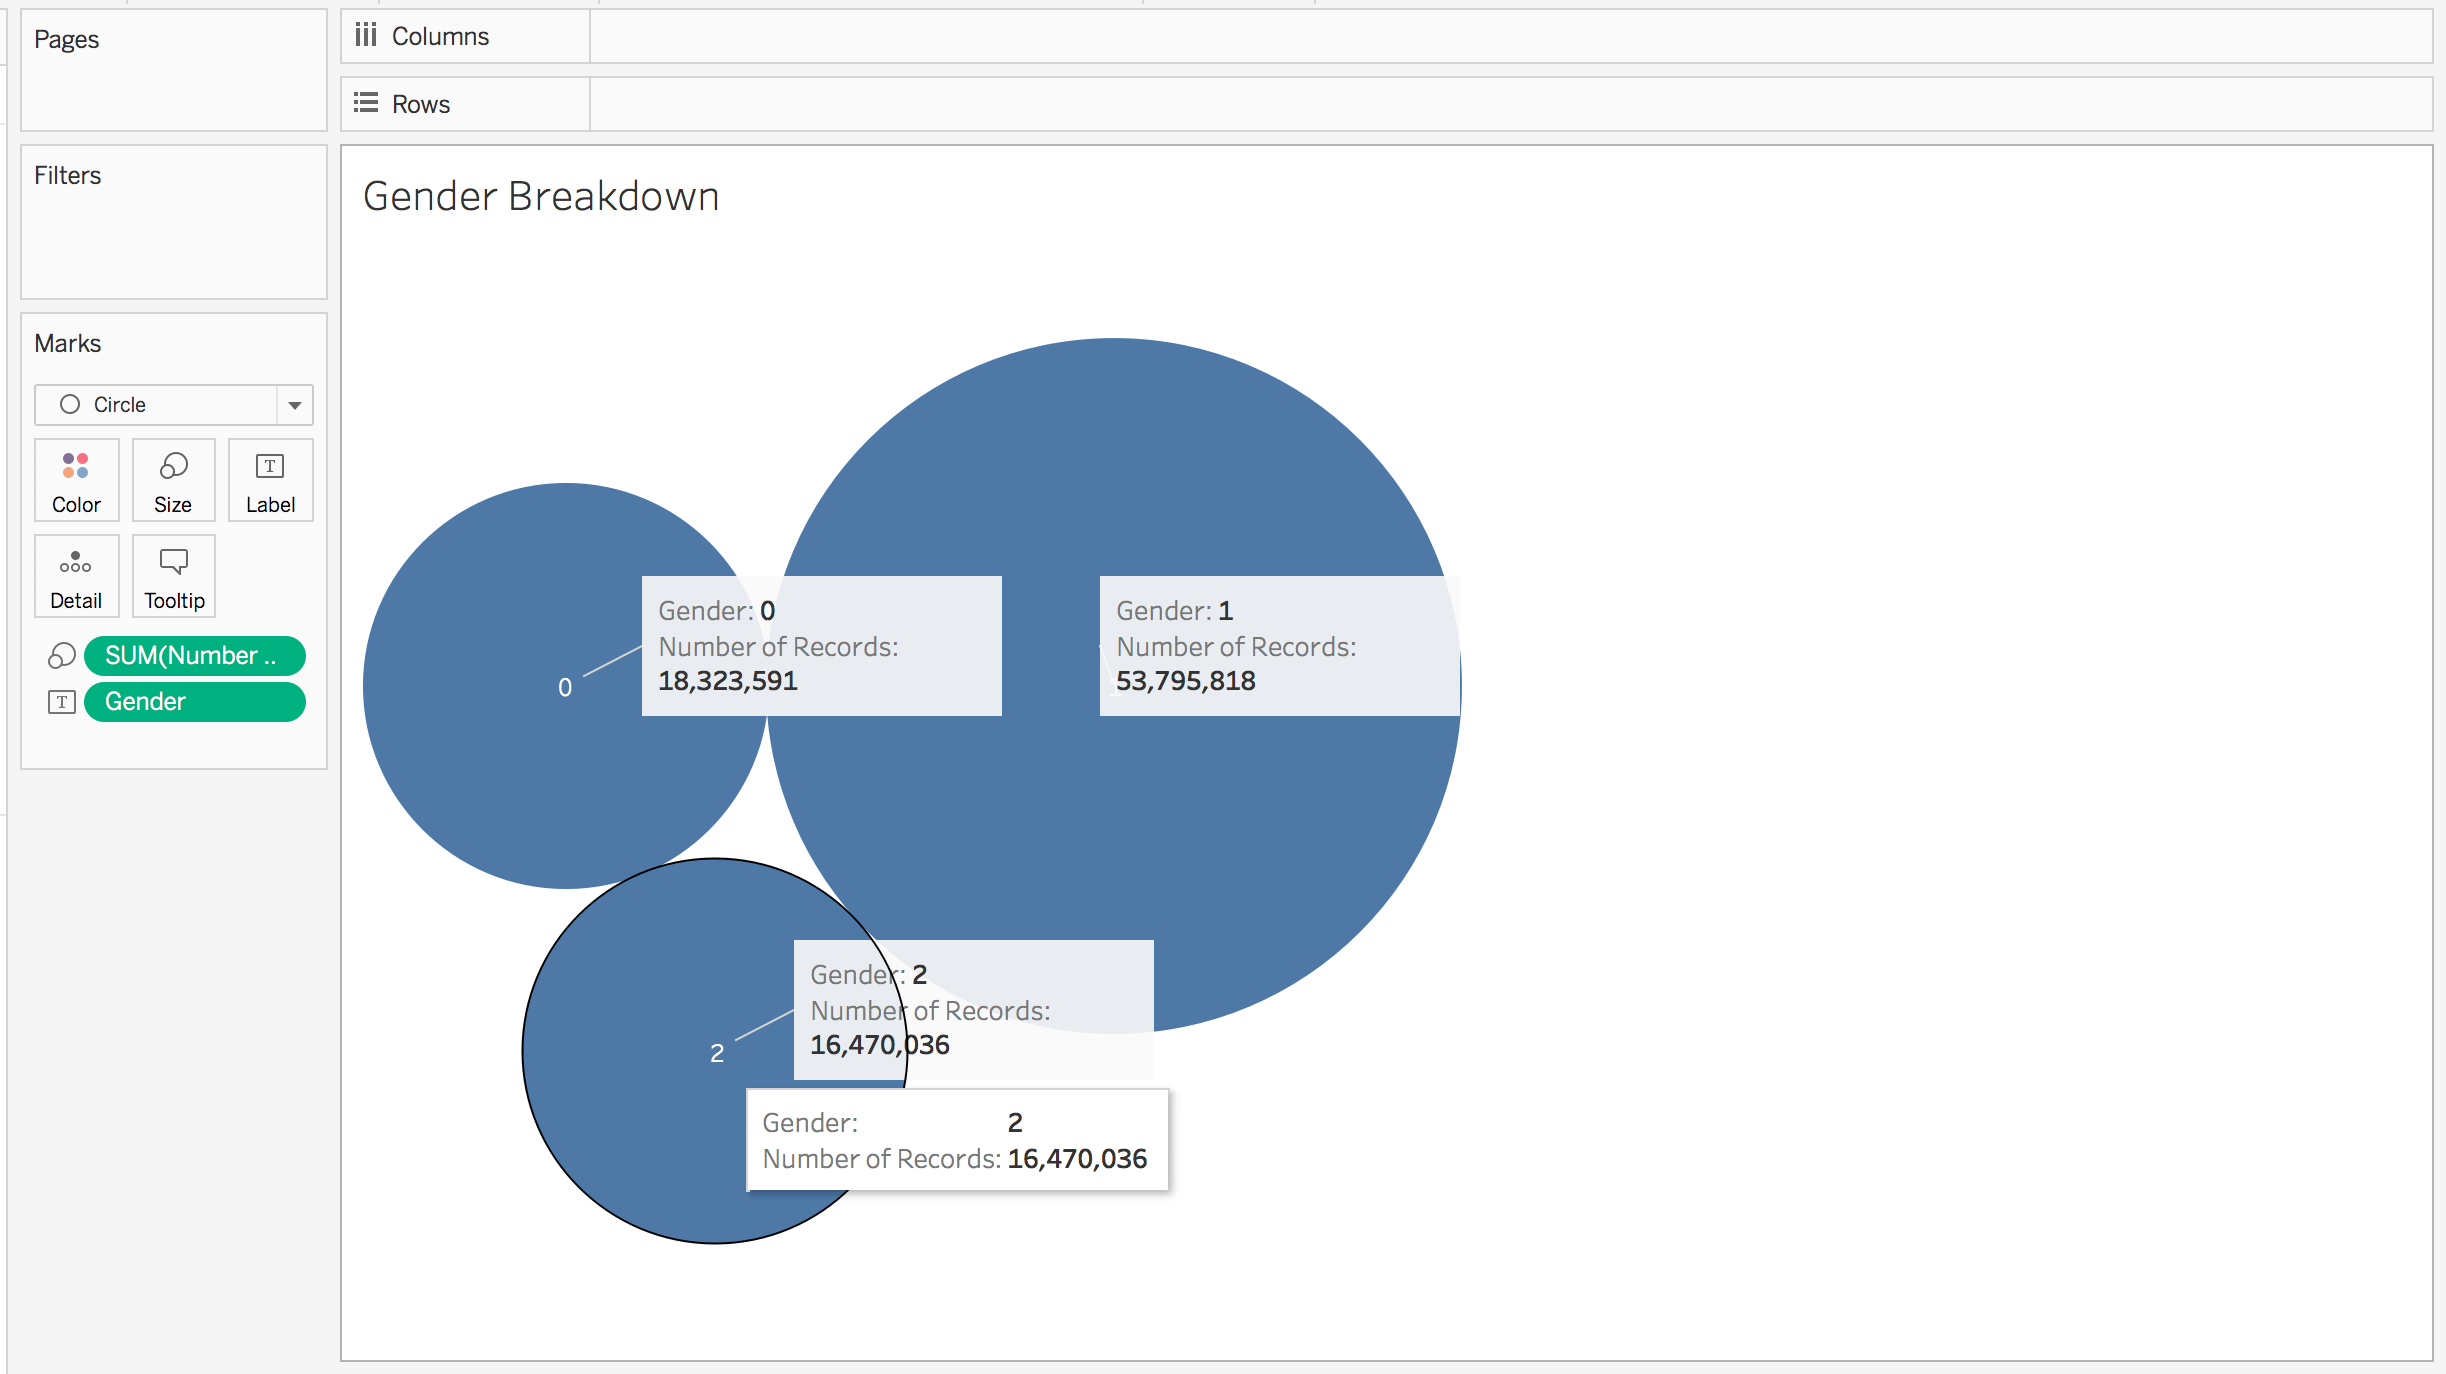 Pages
Columns
Rows
Filters
Gender Breakdown
Marks
Circle
Color
Size
T
Label
Detail
Tooltip
SUM(Number ..
T
Gender
0
Gender: 0
Number of Records:
18,323,591
Gender: 1
Number of Records:
53,795,818
2
Gender: 2
Number of Records:
16,470,036
Gender: 2
Number of Records: 16,470,036